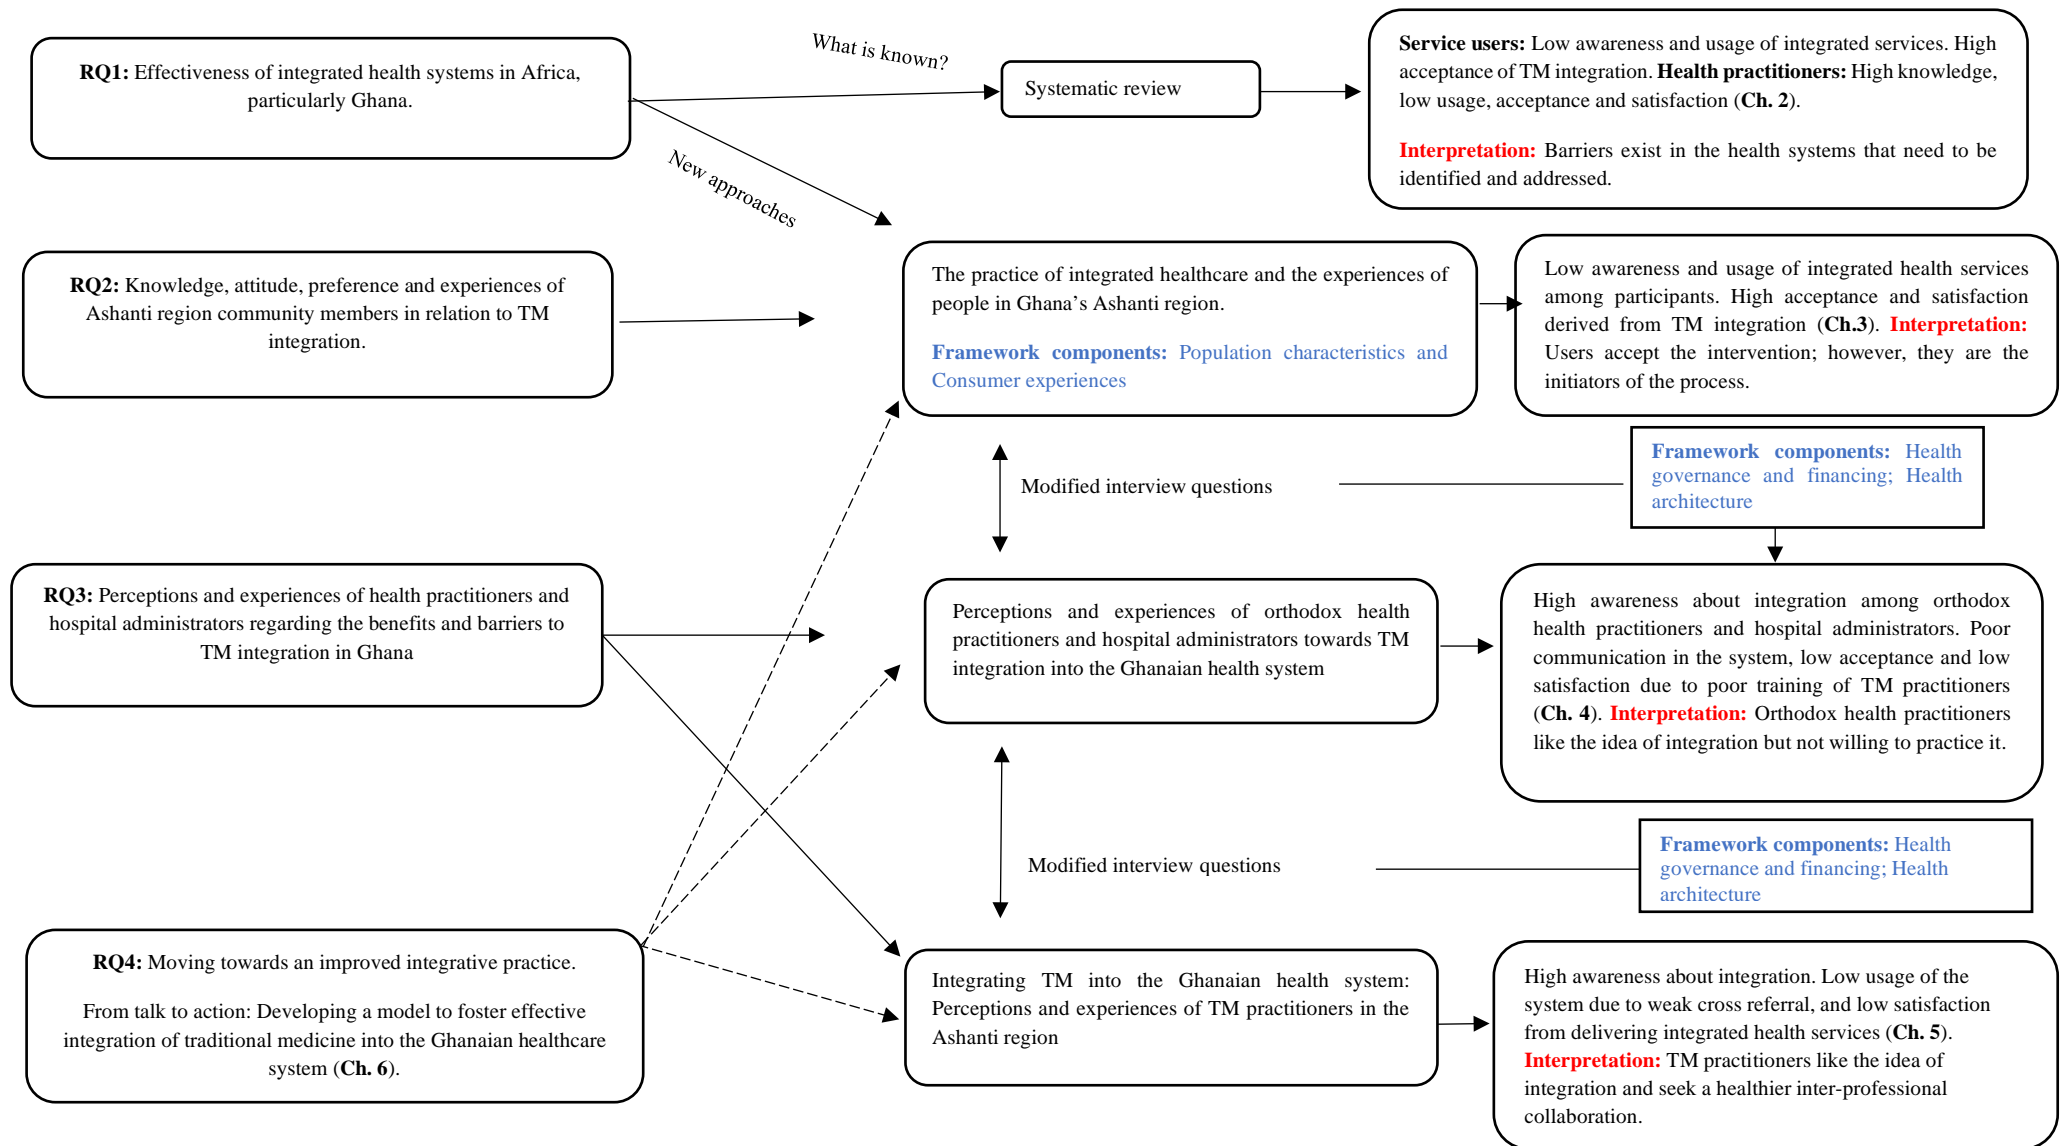 RQ1: Effectiveness of integrated health systems in Africa,
particularly Ghana.
What is known?
New approaches
Systematic review
Service users: Low awareness and usage of integrated services. High
acceptance of TM integration. Health practitioners: High knowledge,
low usage, acceptance and satisfaction (Ch. 2).
Interpretation: Barriers exist in the health systems that need to be
identified and addressed.
RQ2: Knowledge, attitude, preference and experiences of
Ashanti region community members in relation to TM
integration.
The practice of integrated healthcare and the experiences of
people in Ghana's Ashanti region.
Framework components: Population characteristics and
Consumer experiences
Low awareness and usage of integrated health services
among participants. High acceptance and satisfaction
derived from TM integration (Ch.3). Interpretation:
Users accept the intervention; however, they are the
initiators of the process.
Modified interview questions
Framework components: Health
governance and financing; Health
architecture
RQ3: Perceptions and experiences of health practitioners and
hospital administrators regarding the benefits and barriers to
TM integration in Ghana
Perceptions and experiences of orthodox health
practitioners and hospital administrators towards TM
integration into the Ghanaian health system
High awareness about integration among orthodox
health practitioners and hospital administrators. Poor
communication in the system, low acceptance and low
satisfaction due to poor training of TM practitioners
(Ch. 4). Interpretation: Orthodox health practitioners
like the idea of integration but not willing to practice it.
Modified interview questions
Framework components: Health
governance and financing; Health
architecture
RQ4: Moving towards an improved integrative practice.
From talk to action: Developing a model to foster effective
integration of traditional medicine into the Ghanaian healthcare
system (Ch. 6).
Integrating TM into the Ghanaian health system:
Perceptions and experiences of TM practitioners in the
Ashanti region
High awareness about integration. Low usage of the
system due to weak cross referral, and low satisfaction
from delivering integrated health services (Ch. 5).
Interpretation: TM practitioners like the idea of
integration and seek a healthier inter-professional
collaboration.